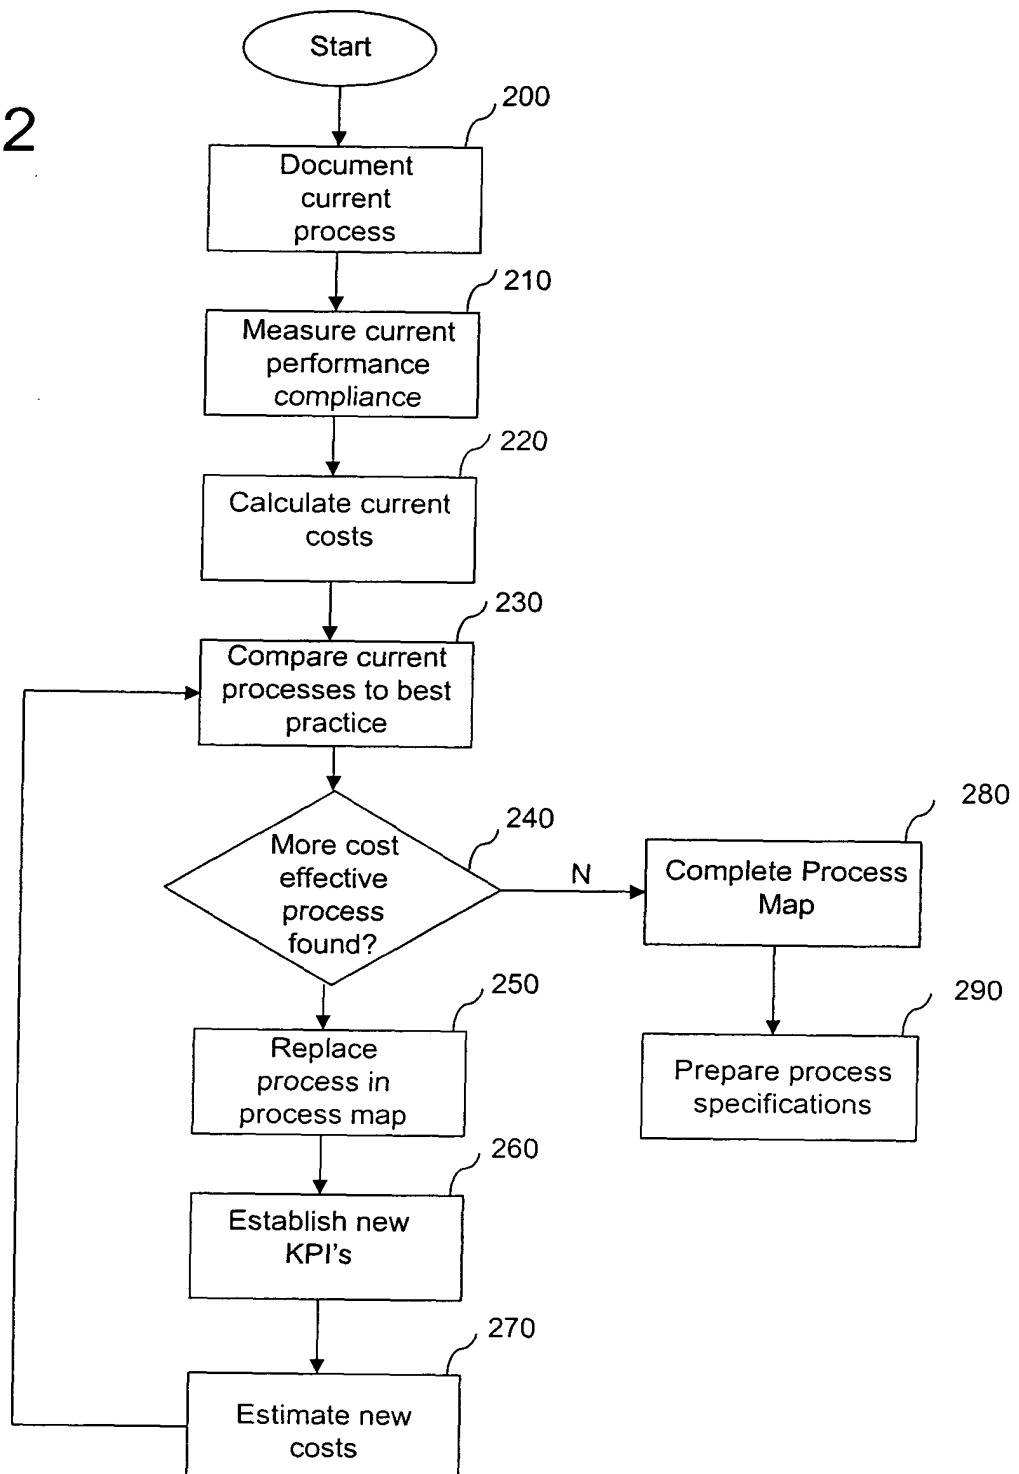 2
Start
200
Document
current
process
210
Measure current
performance
compliance
220
Calculate current
costs
230
Compare current
processes to best
practice
240
More cost
effective
process
found?
N
280
Complete Process
Map
250
Replace
process in
process map
290
Prepare process
specifications
260
Establish new
KPI's
270
Estimate new
costs